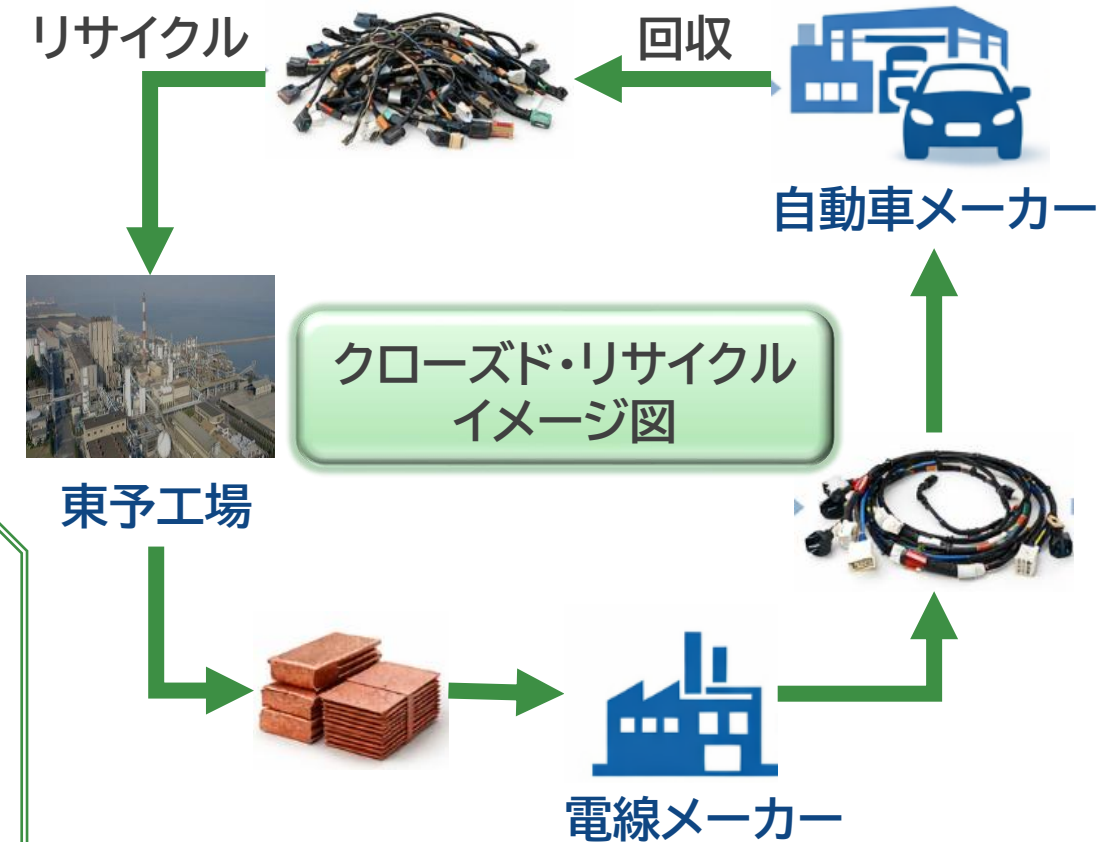 リサイクル
回収
自動車メーカー
クローズド・リサイクル
イメージ図
東予工場
電線メーカー